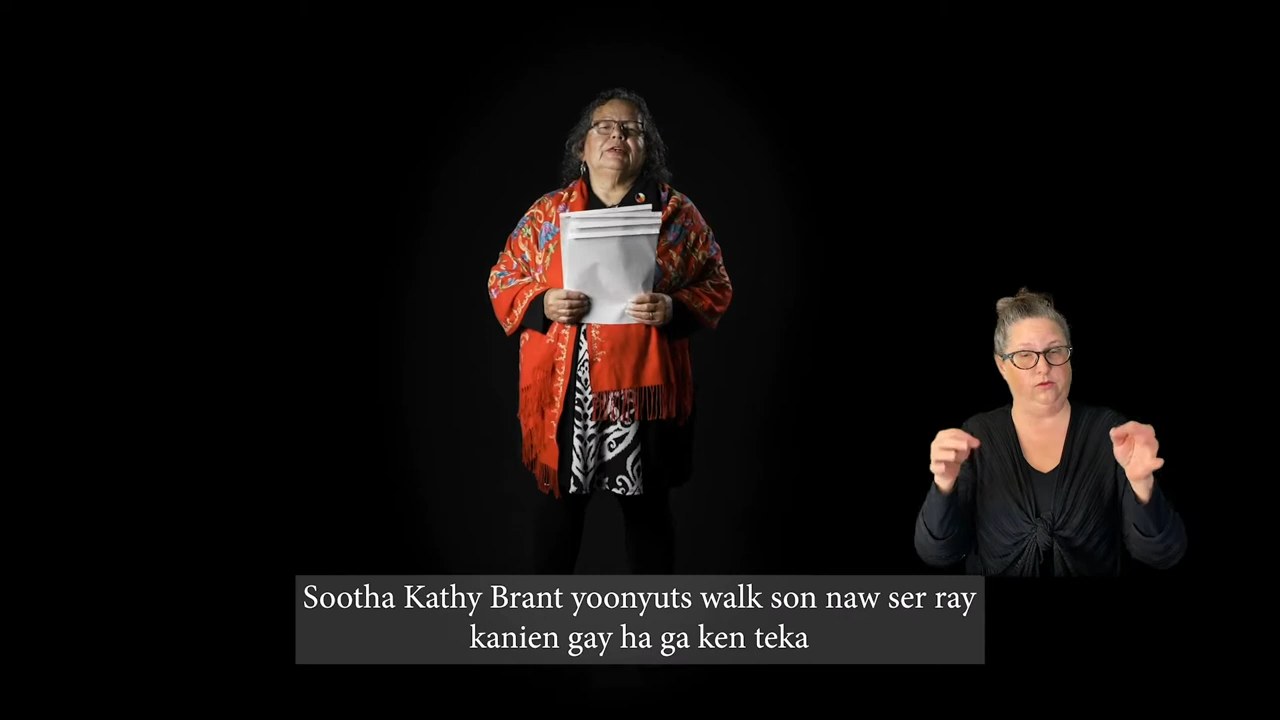 Sootha Kathy Brant yoonyuts walk son naw ser ray
kanien gay ha ga ken teka